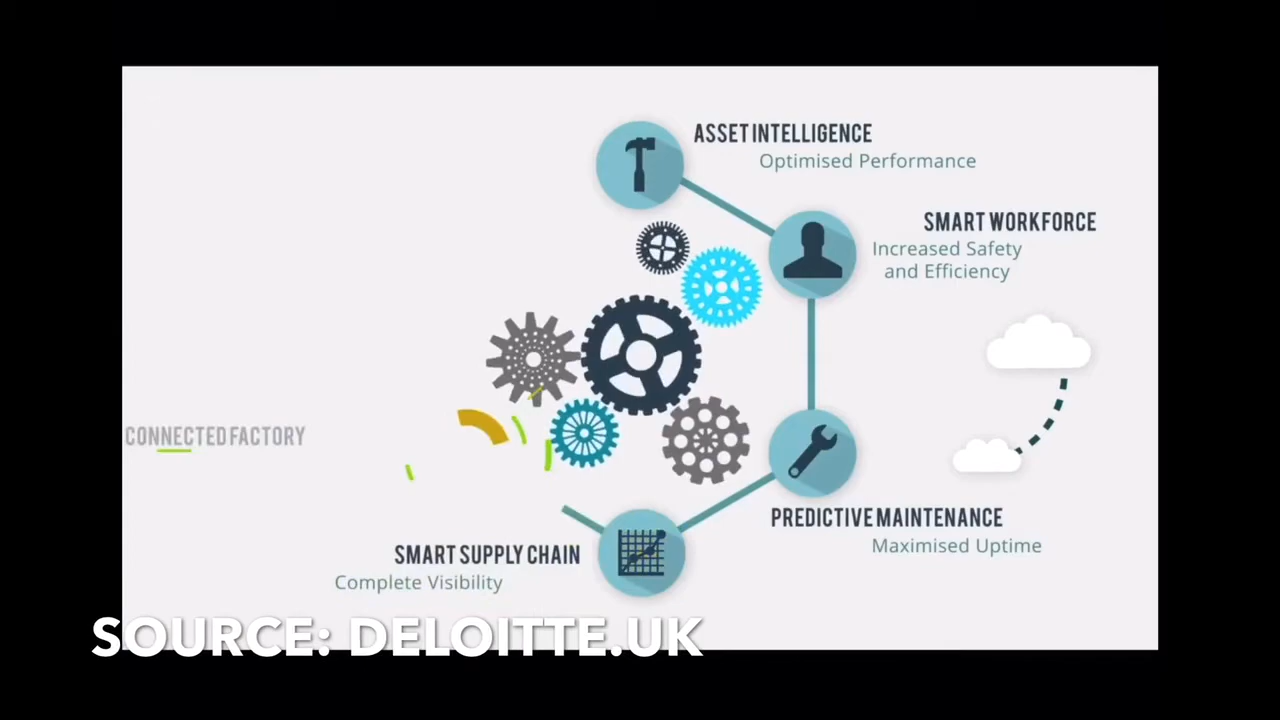 ASSET INTELLIGENCE
Optimised Performance
SMART WORKFORCE
Increased Safety
and Efficiency
CONNECTED FACTORY
PREDICTIVE MAINTENANCE
Maximised Uptime
SMART SUPPLY CHAIN
Complete Visibility
SOURCE: DELOITTE.UK